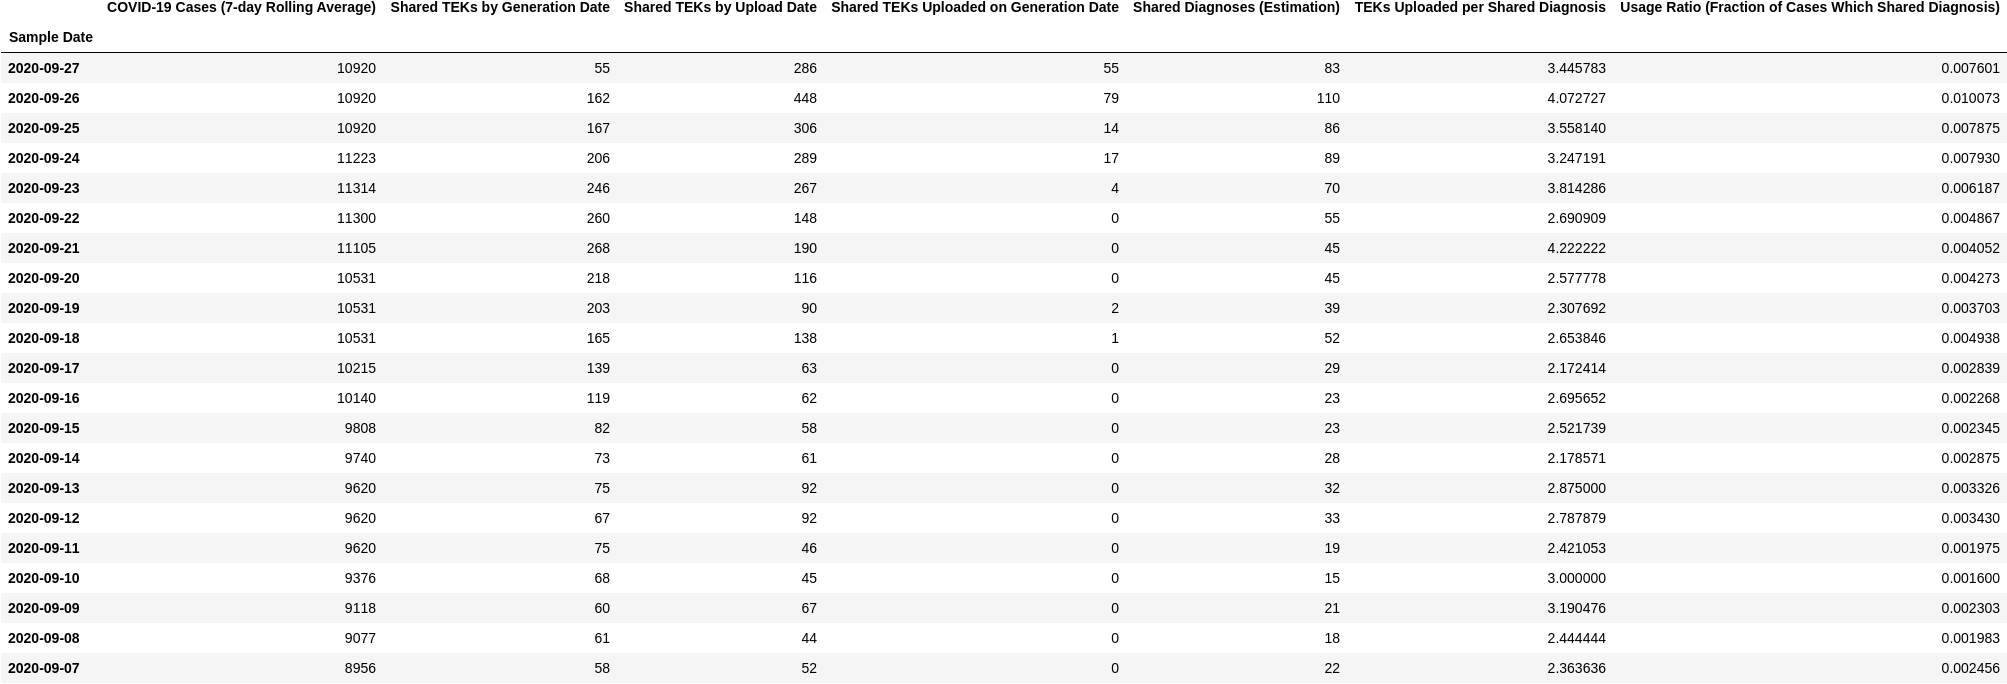 COVID-19 Cases (7-day Rolling Average) Shared TEKs by Generation Date Shared TEKs by Upload Date Shared TEKs Uploaded on Generation Date Shared Diagnoses (Estimation) TEKs Uploaded per Shared Diagnosis Usage Ratio (Fraction of Cases Which Shared Diagnosis)
Sample Date
2020-09-27 10920 55 286 55 83 3.445783 0.007601
2020-09-26 10920 162 448 79 110 4.072727 0.010073
2020-09-25 10920 167 306 14 86 3.558140 0.007875
2020-09-24 11223 206 289 17 89 3.247191 0.007930
2020-09-23 11314 246 267 4 70 3.814286 0.006187
2020-09-22 11300 260 148 0 55 2.690909 0.004867
2020-09-21 11105 268 190 0 45 4.222222 0.004052
2020-09-20 10531 218 116 0 45 2.577778 0.004273
2020-09-19 10531 203 90 2 39 2.307692 0.003703
2020-09-18 10531 165 138 1 52 2.653846 0.004938
2020-09-17 10215 139 63 0 29 2.172414 0.002839
2020-09-16 10140 119 62 0 23 2.695652 0.002268
2020-09-15 9808 82 58 0 23 2.521739 0.002345
2020-09-14 9740 73 61 0 28 2.178571 0.002875
2020-09-13 9620 75 92 0 32 2.875000 0.003326
2020-09-12 9620 67 92 0 33 2.787879 0.003430
2020-09-11 9620 75 46 0 19 2.421053 0.001975
2020-09-10 9376 68 45 0 15 3.000000 0.001600
2020-09-09 9118 60 67 0 21 3.190476 0.002303
2020-09-08 9077 61 44 0 18 2.444444 0.001983
2020-09-07 8956 58 52 0 22 2.363636 0.002456